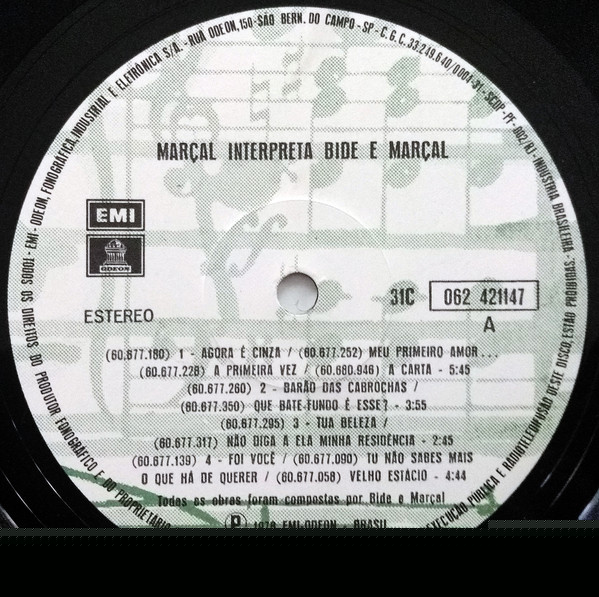 TODOS OS DIREITOS DO PRODUTOR FONOGRÁFICO E DO PROPRIETÁRIO
EMI - ODEON, FONOGRÁFICA, INDUSTRIAL E ELETRÔNICA S/A. - RUA ODEON, 150 - SÃO BERN. DO CAMPO - SP - C.G.C. 33.249.640/0004-31 - SCDP - PF - 002/RJ - INDÚSTRIA BRASILEIRA
EXECUÇÃO PÚBLICA E RADIOTELEDIFUSÃO DESTE DISCO, ESTÃO PROIBIDAS.
MARÇAL INTERPRETA BIDE E MARÇAL
EMI
ODEON
ESTEREO
31C 062 421147
A
(60.677.180) 1 - AGORA É CINZA / (60.677.252) MEU PRIMEIRO AMOR...
(60.677.228) A PRIMEIRA VEZ / (60.680.946) A CARTA - 5:45
(60.677.260) 2 - BARÃO DAS CABROCHAS /
(60.677.350) QUE BATE-FUNDO É ESSE? - 3:55
(60.677.295) 3 - TUA BELEZA /
(60.677.317) NÃO DIGA A ELA MINHA RESIDÊNCIA - 2:45
(60.677.139) 4 - FOI VOCÊ / (60.677.090) TU NÃO SABES MAIS
O QUE HÁ DE QUERER / (60.677.058) VELHO ESTÁCIO - 4:44
Todas as obras foram compostas por Bide e Marçal
Ⓟ 1978 EMI-ODEON - BRASIL